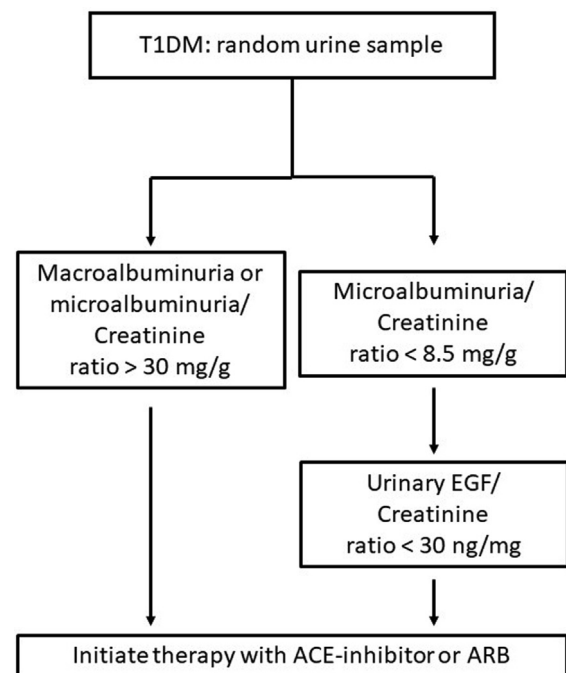 T1DM: random urine sample
Macroalbuminuria or
microalbuminuria/
Creatinine
ratio > 30 mg/g
Microalbuminuria/
Creatinine
ratio < 8.5 mg/g
Urinary EGF/
Creatinine
ratio < 30 ng/mg
Initiate therapy with ACE-inhibitor or ARB